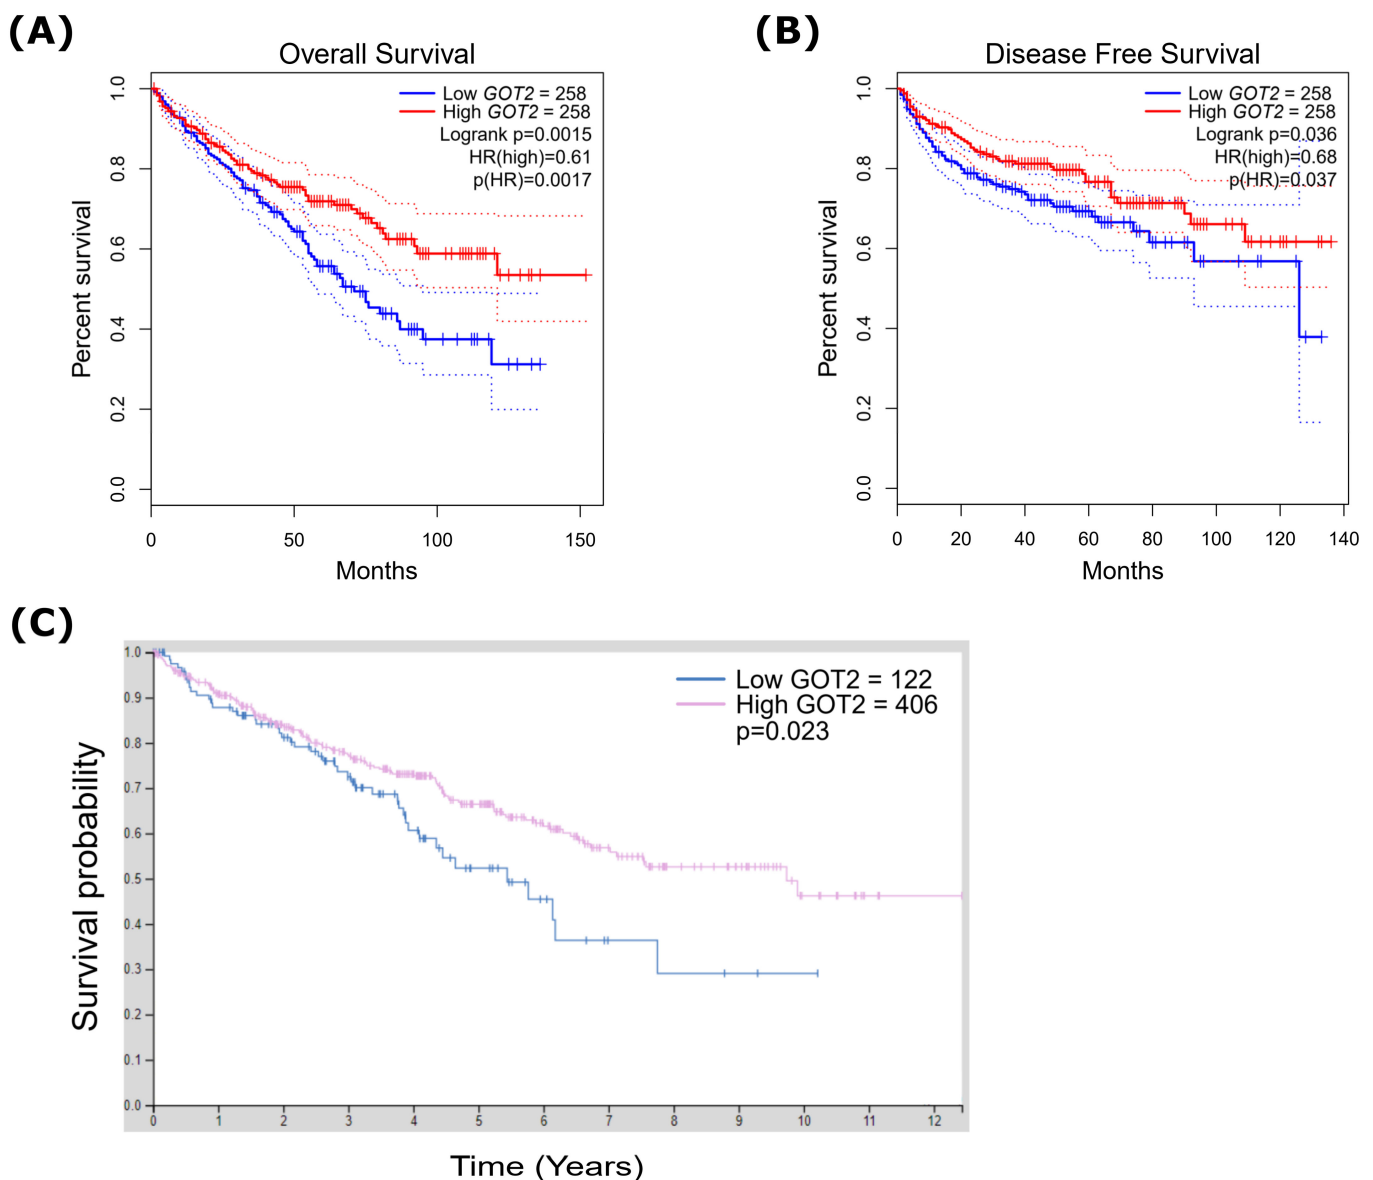 (A)
Overall Survival
Low GOT2 = 258
High GOT2 = 258
Logrank p=0.0015
HR(high)=0.61
p(HR)=0.0017
Percent survival
1.0
0.8
0.6
0.4
0.2
0.0
0 50 100 150
Months
(B)
Disease Free Survival
Low GOT2 = 258
High GOT2 = 258
Logrank p=0.036
HR(high)=0.68
p(HR)=0.037
Percent survival
1.0
0.8
0.6
0.4
0.2
0.0
0 20 40 60 80 100 120 140
Months
(C)
Low GOT2 = 122
High GOT2 = 406
p=0.023
Survival probability
1.0
0.9
0.8
0.7
0.6
0.5
0.4
0.3
0.2
0.1
0.0
0 1 2 3 4 5 6 7 8 9 10 11 12
Time (Years)